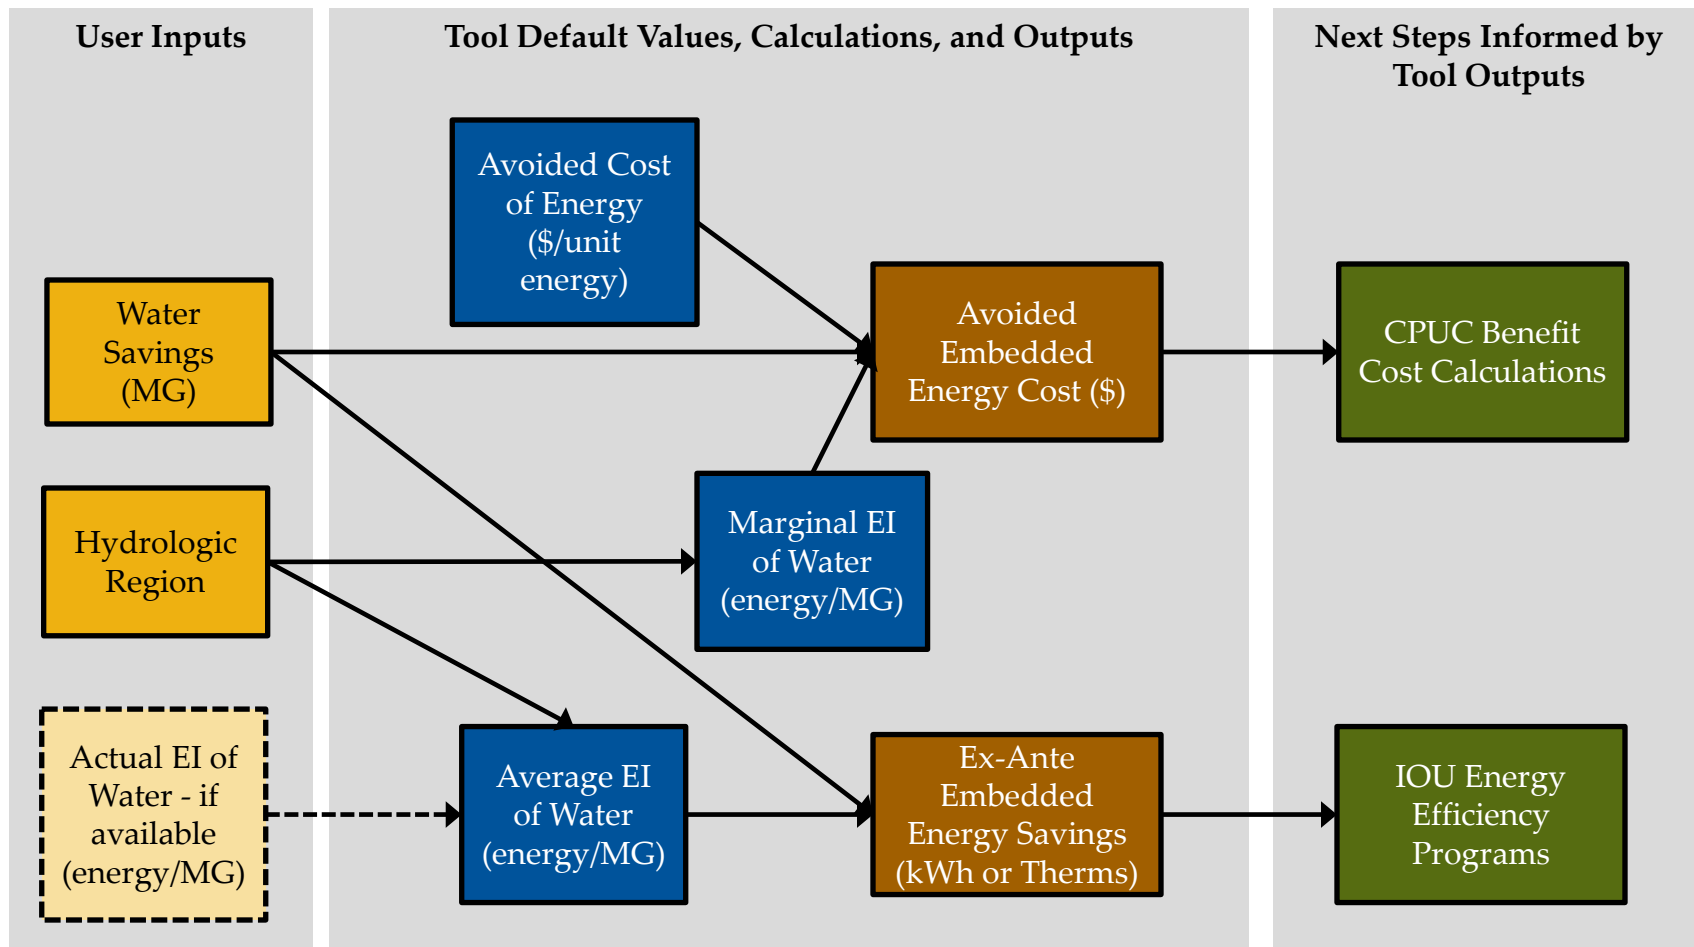 User Inputs
Tool Default Values, Calculations, and Outputs
Next Steps Informed by
Tool Outputs
Avoided Cost
of Energy
($/unit
energy)
Water
Savings
(MG)
Avoided
Embedded
Energy Cost ($)
CPUC Benefit
Cost Calculations
Hydrologic
Region
Marginal EI
of Water
(energy/MG)
Actual EI of
Water - if
available
(energy/MG)
Average EI
of Water
(energy/MG)
Ex-Ante
Embedded
Energy Savings
(kWh or Therms)
IOU Energy
Efficiency
Programs